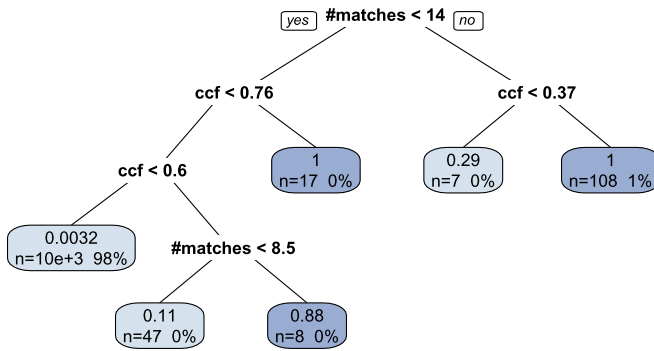 yes #matches < 14 no
ccf < 0.76
ccf < 0.37
ccf < 0.6
1
n=17 0%
0.29
n=7 0%
1
n=108 1%
0.0032
n=10e+3 98%
#matches < 8.5
0.11
n=47 0%
0.88
n=8 0%